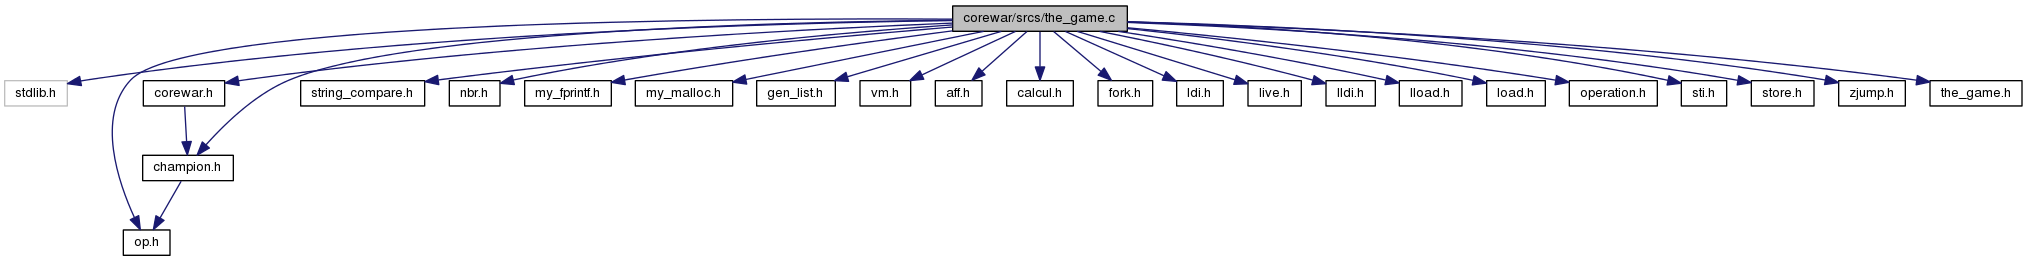 corewar/srcs/the_game.c
stdlib.h
corewar.h
string_compare.h
nbr.h
my_fprintf.h
my_malloc.h
gen_list.h
vm.h
aff.h
calcul.h
fork.h
ldi.h
live.h
lldi.h
lload.h
load.h
operation.h
sti.h
store.h
zjump.h
the_game.h
champion.h
op.h